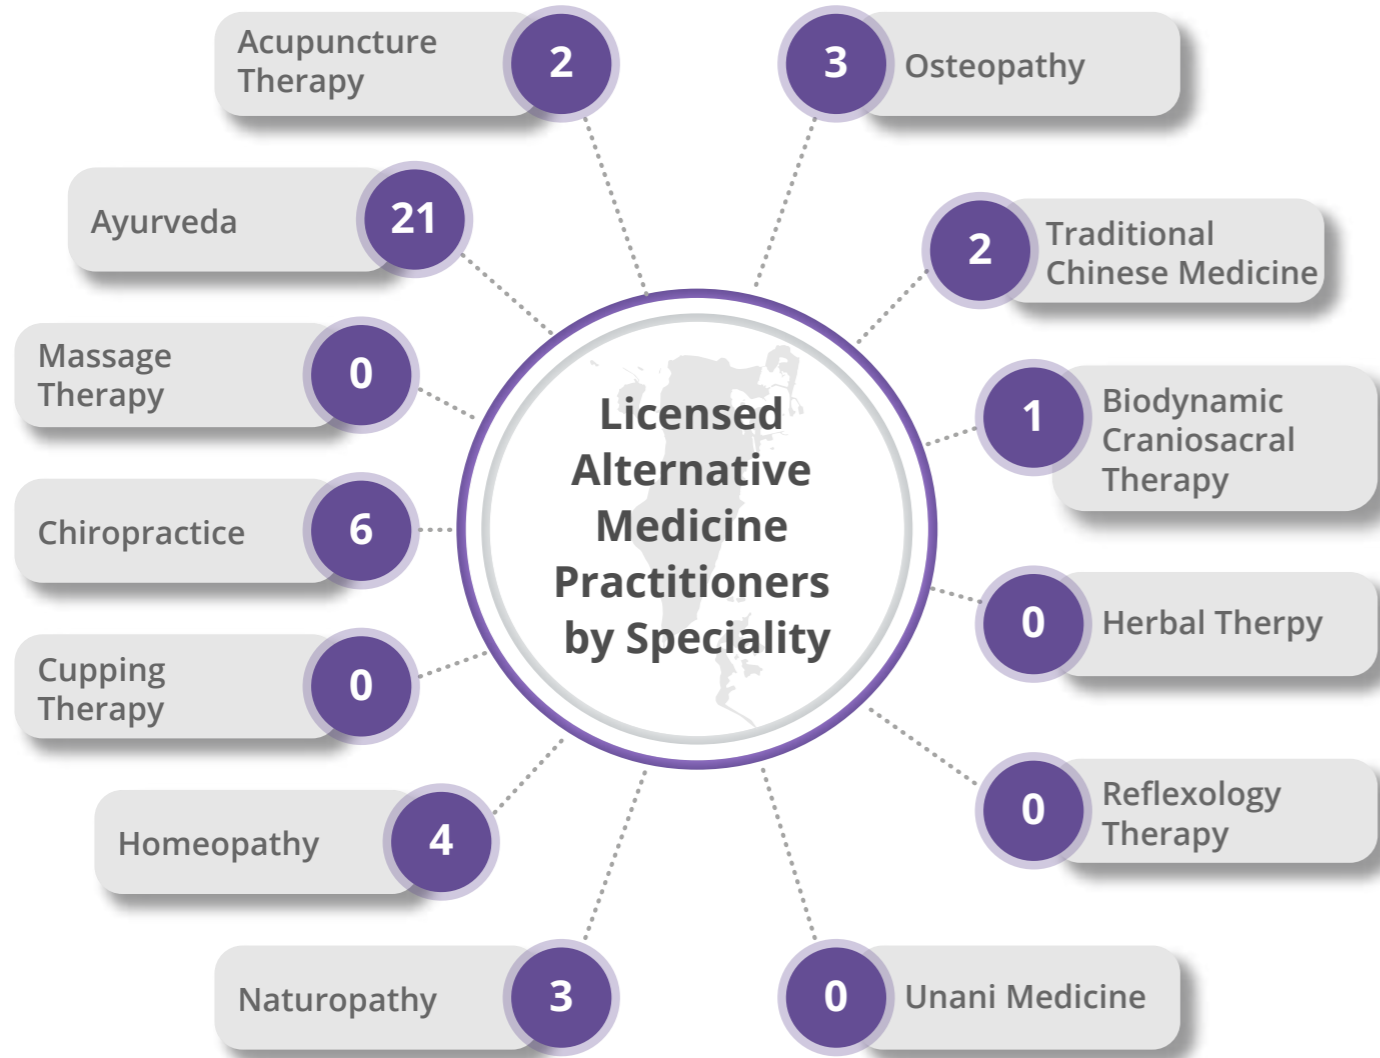 Acupuncture
Therapy
2
3
Osteopathy
Ayurveda
21
2
Traditional
Chinese Medicine
Massage
Therapy
0
1
Biodynamic
Craniosacral
Therapy
Licensed
Alternative
Medicine
Practitioners
by Speciality
Chiropractice
6
0
Herbal Therpy
Cupping
Therapy
0
0
Reflexology
Therapy
Homeopathy
4
Naturopathy
3
0
Unani Medicine